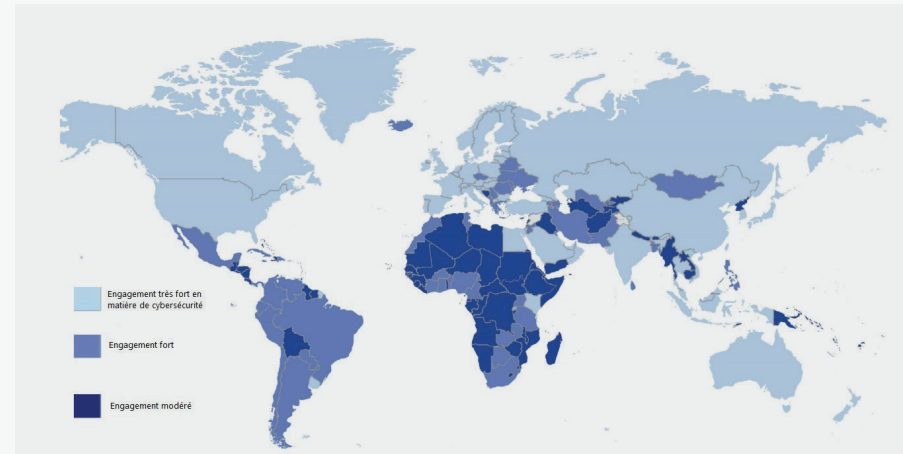 Engagement très fort en
matière de cybersécurité
Engagement fort
Engagement modéré